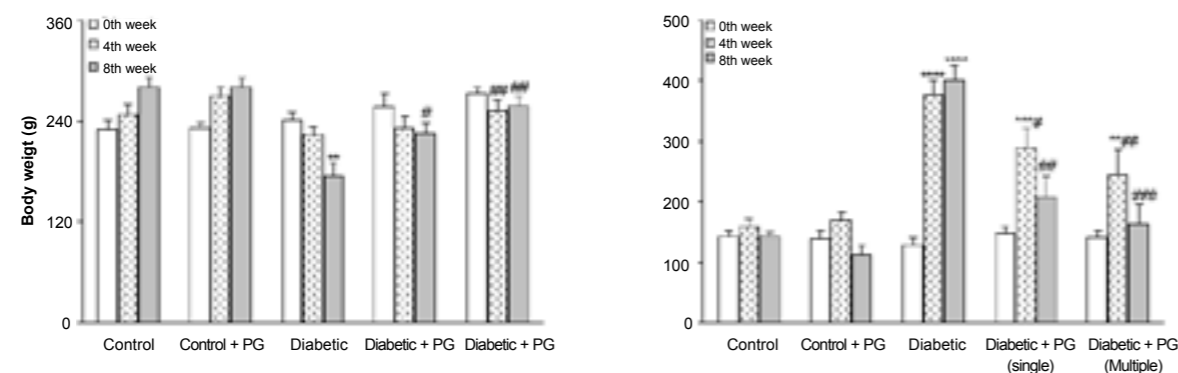 360
240
120
0
Body weigt (g)
0th week
4th week
8th week
**
#
##
##
Control
Control + PG
Diabetic
Diabetic + PG
Diabetic + PG
500
400
300
200
100
0
0th week
4th week
8th week
****
****
****#
##
**##
###
Control
Control + PG
Diabetic
Diabetic + PG
(single)
Diabetic + PG
(Multiple)